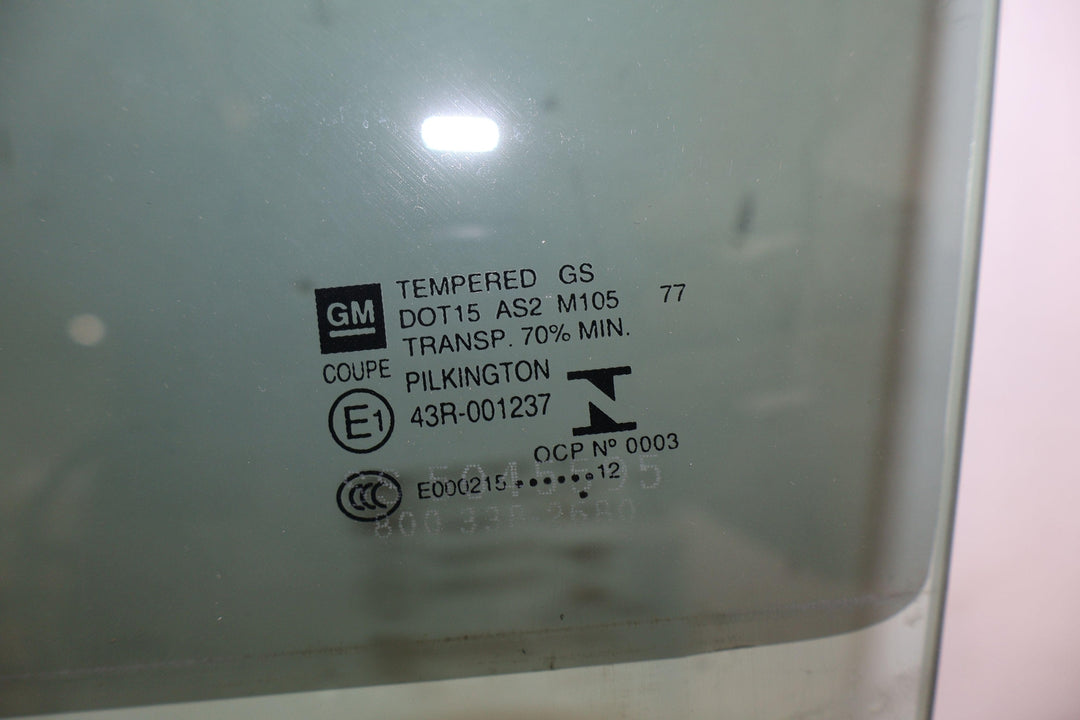 GM
TEMPERED GS
DOT15 AS2 M105 77
TRANSP. 70% MIN.
COUPE
PILKINGTON
E1
43R-001237
OCP Nº 0003
CCC
E000215 ･･････12